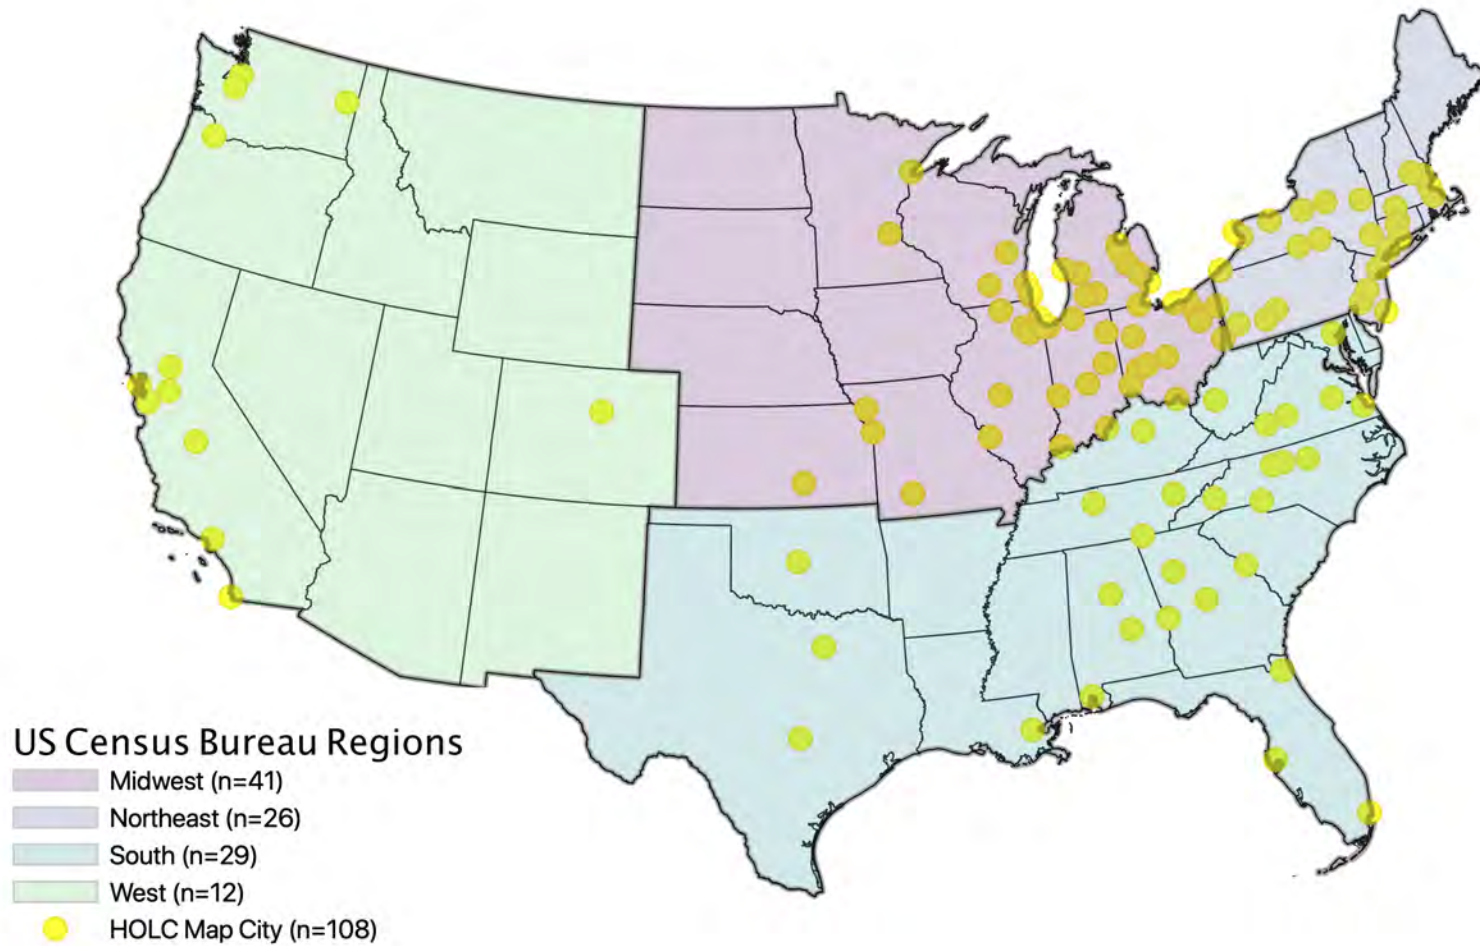 US Census Bureau Regions
Midwest (n=41)
Northeast (n=26)
South (n=29)
West (n=12)
HOLC Map City (n=108)